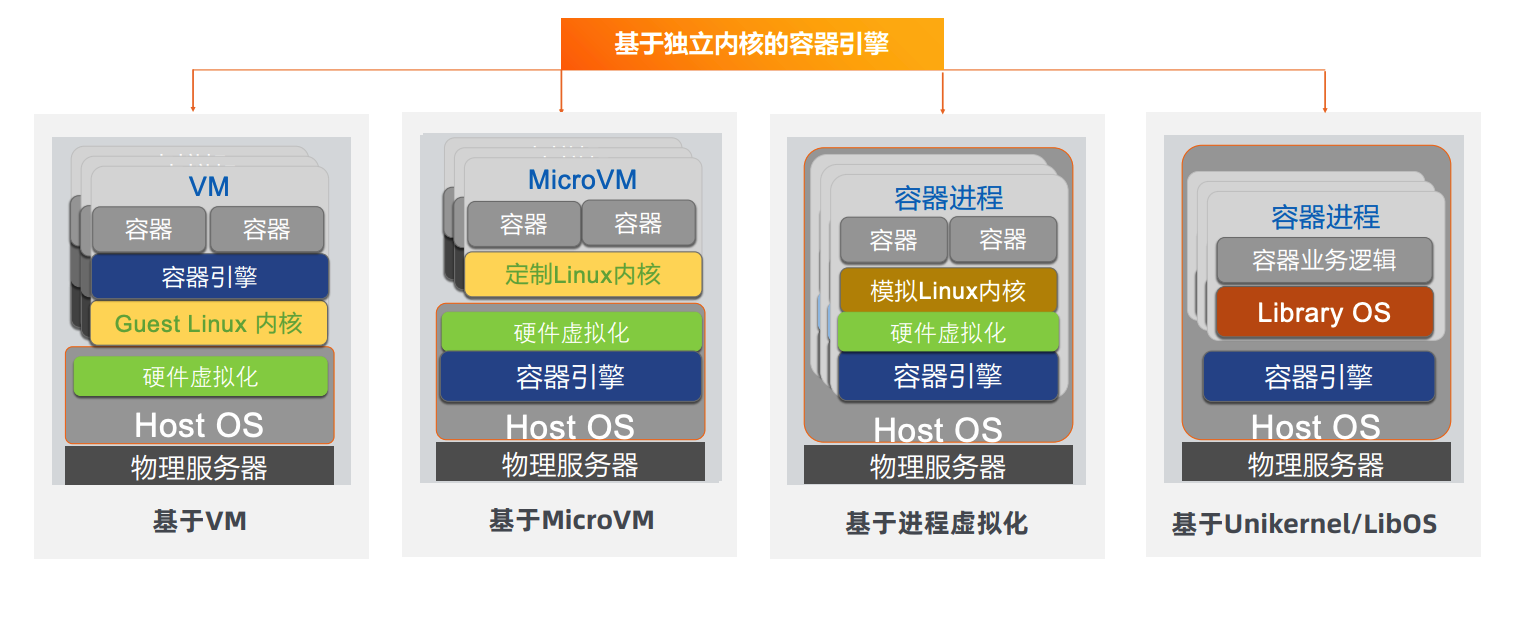 基于独立内核的容器引擎
VM
容器
容器
容器引擎
Guest Linux 内核
硬件虚拟化
Host OS
物理服务器
基于VM
MicroVM
容器
容器
定制Linux内核
硬件虚拟化
容器引擎
Host OS
物理服务器
基于MicroVM
容器进程
容器
容器
模拟Linux内核
硬件虚拟化
容器引擎
Host OS
物理服务器
基于进程虚拟化
容器进程
容器业务逻辑
Library OS
容器引擎
Host OS
物理服务器
基于Unikernel/LibOS